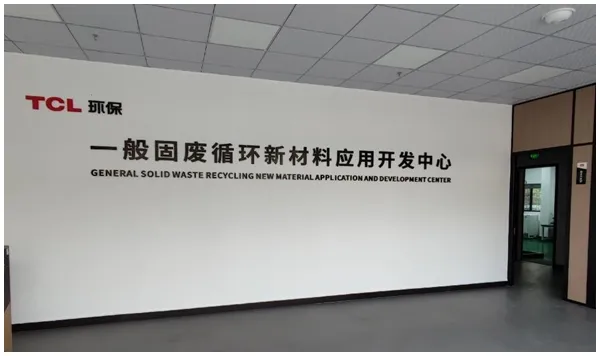 TCL 环保
一般固废循环新材料应用开发中心
GENERAL SOLID WASTE RECYCLING NEW MATERIAL APPLICATION AND DEVELOPMENT CENTER